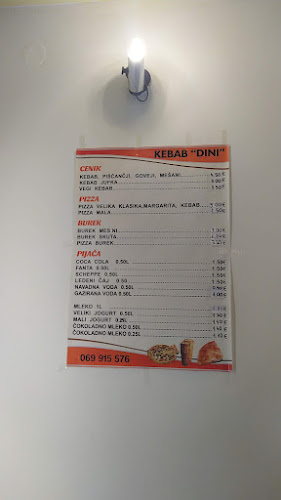 KEBAB "DINI"
CENIK
KEBAB, PIŠČANČJI, GOVEJI, MEŠANI
KEBAB JUFKA
VEGI KEBAB
PIZZA
PIZZA VELIKA KLASIKA,MARGARITA, KEBAB
PIZZA MALA
BUREK
BUREK MESNI
BUREK SKUTA
PIZZA BUREK
PIJAČA
COCA COLA 0.50L
FANTA 0.50L
SCHEPPS 0.50L
LEDENI ČAJ 0.50L
NAVADNA VODA 0.50L
GAZIRANA VODA 0.50L
MLEKO 1L
VELIKI JOGURT 0.50L
MALI JOGURT 0.25L
ČOKOLADNO MLEKO 0.50L
ČOKOLADNO MLEKO 0.25L
069 915 576